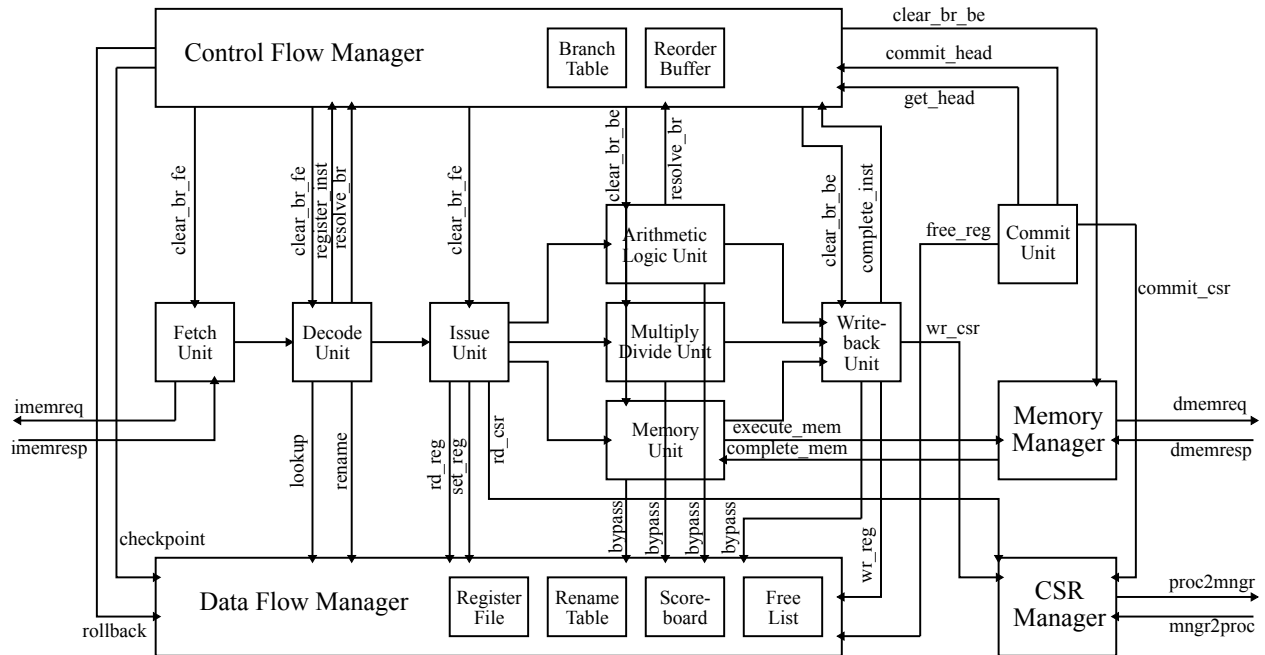 clear_br_be
Control Flow Manager
Branch
Table
Reorder
Buffer
commit_head
get_head
clear_br_fe
clear_br_fe
register_inst
resolve_br
clear_br_fe
clear_br_be
resolve_br
clear_br_be
complete_inst
Arithmetic
Logic Unit
free_reg
Commit
Unit
commit_csr
Fetch
Unit
Decode
Unit
Issue
Unit
Multiply
Divide Unit
Write-
back
Unit
wr_csr
imemreq
imemresp
lookup
rename
rd_reg
set_reg
rd_csr
Memory
Unit
execute_mem
complete_mem
Memory
Manager
dmemreq
dmemresp
bypass
bypass
bypass
bypass
wr_reg
checkpoint
rollback
Data Flow Manager
Register
File
Rename
Table
Score-
board
Free
List
CSR
Manager
proc2mngr
mngr2proc